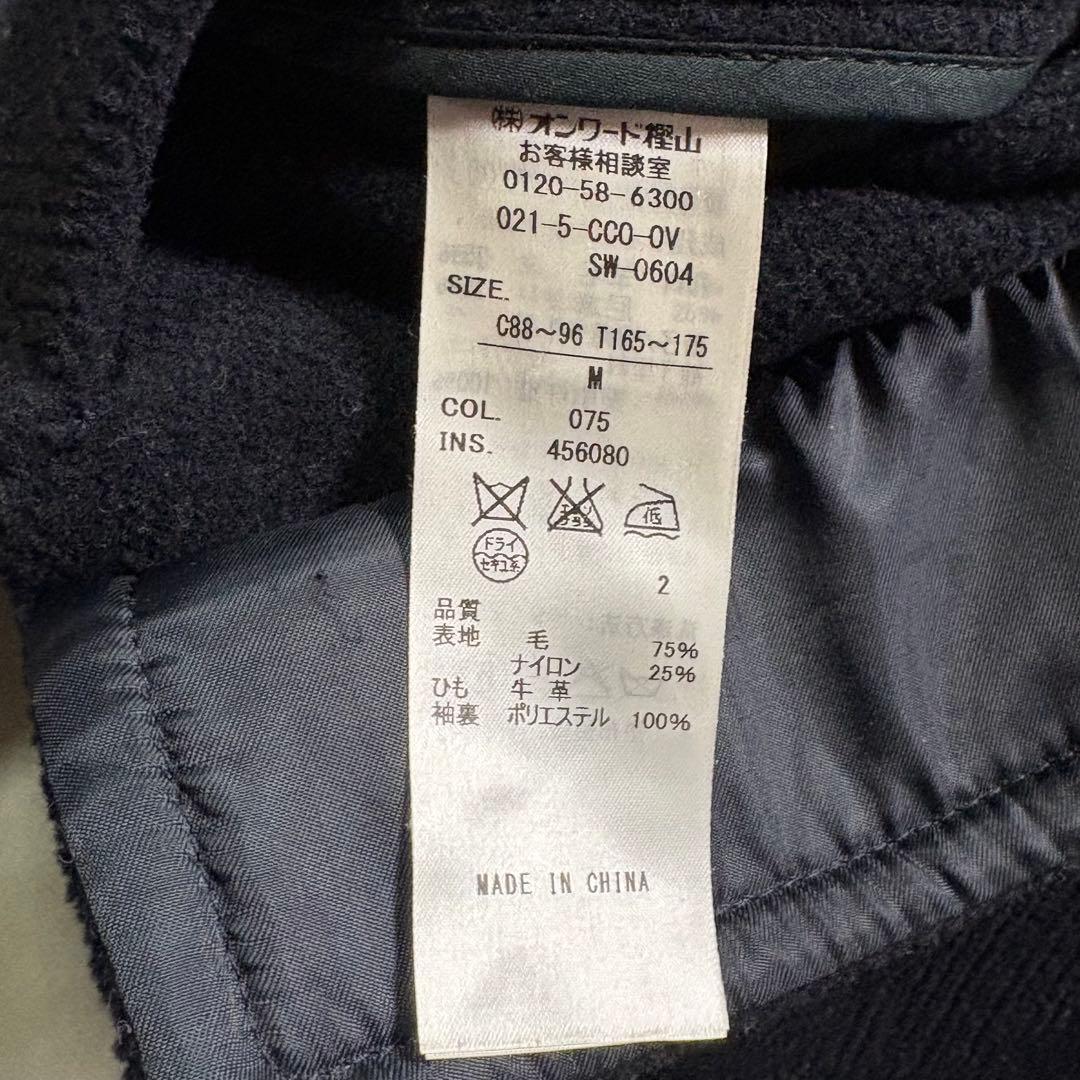 ㈱オンワード樫山
お客様相談室
0120-58-6300
021-5-CCO-OV
SW-0604
SIZE.
C88～96 T165～175
M
COL. 075
INS. 456080
低
ドライ
セキユ系
2
品質
表地 毛 75%
ナイロン 25%
ひも 牛革
袖裏 ポリエステル 100%
MADE IN CHINA